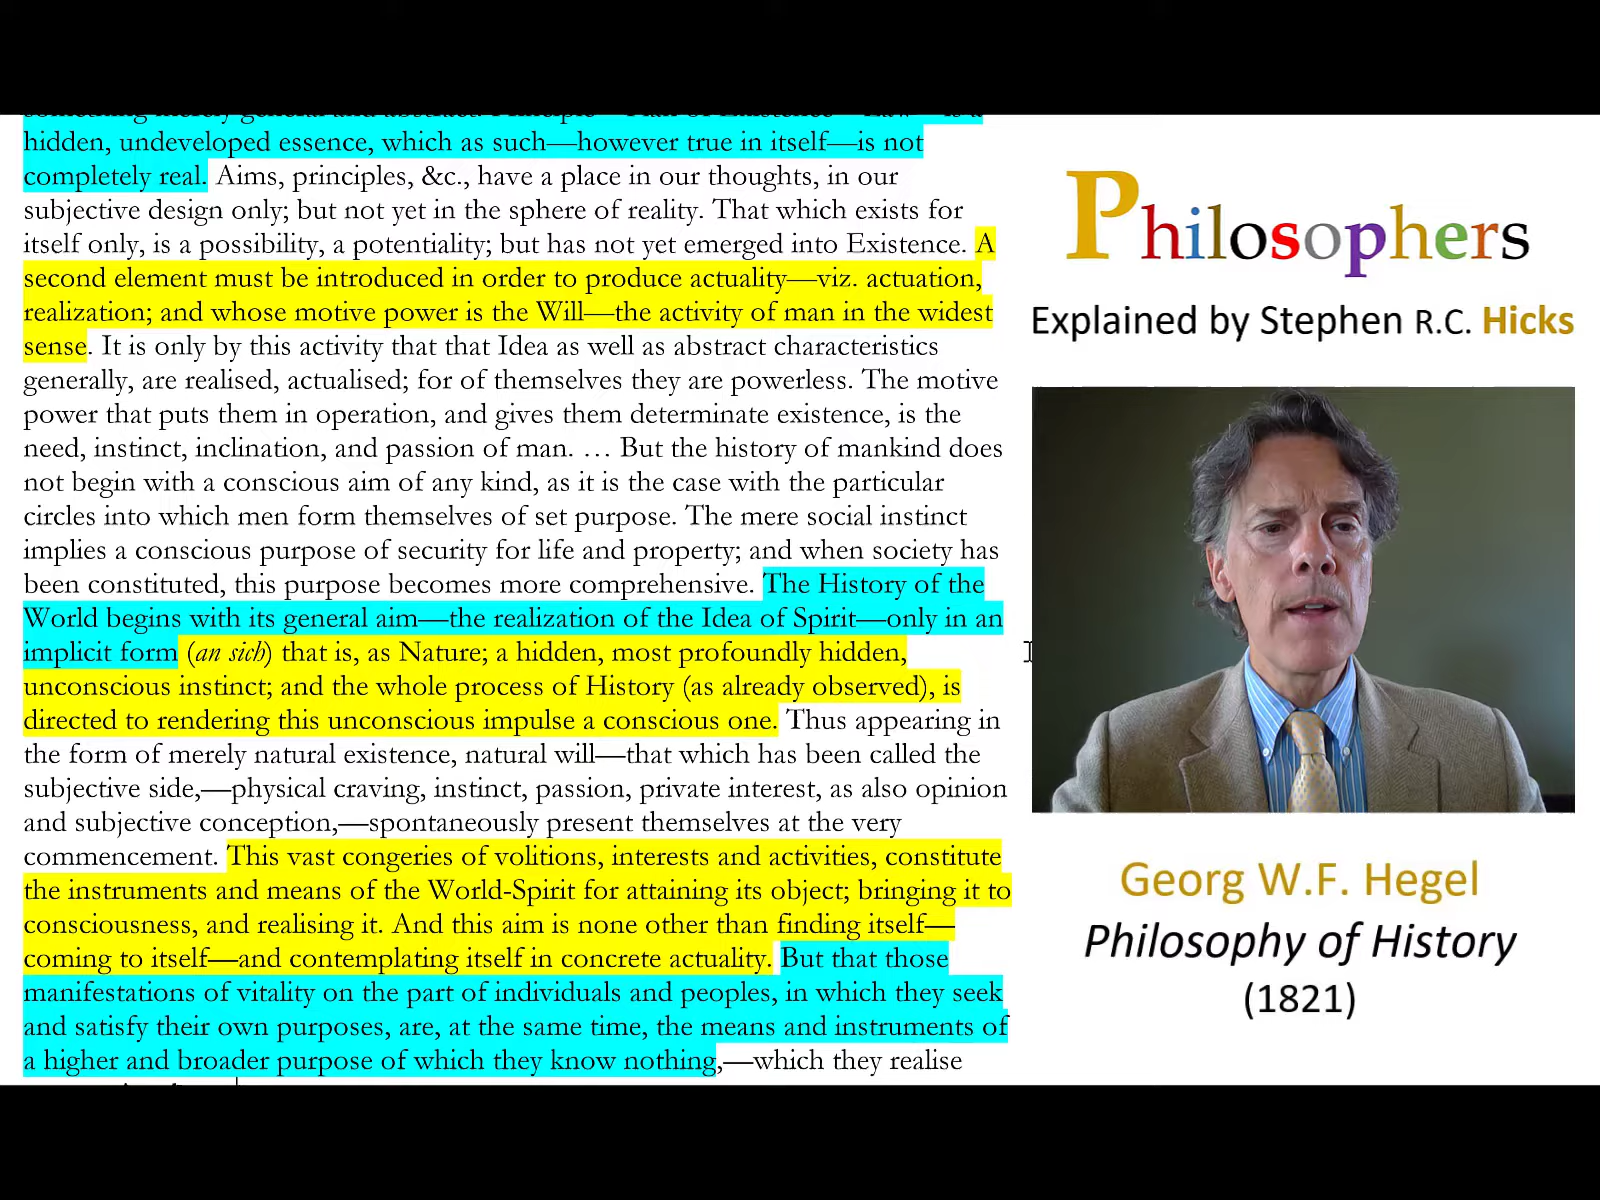 something merely general and abstract. Principle—Plan of Existence—Law—is a
hidden, undeveloped essence, which as such—however true in itself—is not
completely real. Aims, principles, &c., have a place in our thoughts, in our
subjective design only; but not yet in the sphere of reality. That which exists for
itself only, is a possibility, a potentiality; but has not yet emerged into Existence. A
second element must be introduced in order to produce actuality—viz. actuation,
realization; and whose motive power is the Will—the activity of man in the widest
sense. It is only by this activity that that Idea as well as abstract characteristics
generally, are realised, actualised; for of themselves they are powerless. The motive
power that puts them in operation, and gives them determinate existence, is the
need, instinct, inclination, and passion of man. … But the history of mankind does
not begin with a conscious aim of any kind, as it is the case with the particular
circles into which men form themselves of set purpose. The mere social instinct
implies a conscious purpose of security for life and property; and when society has
been constituted, this purpose becomes more comprehensive. The History of the
World begins with its general aim—the realization of the Idea of Spirit—only in an
implicit form (an sich) that is, as Nature; a hidden, most profoundly hidden,
unconscious instinct; and the whole process of History (as already observed), is
directed to rendering this unconscious impulse a conscious one. Thus appearing in
the form of merely natural existence, natural will—that which has been called the
subjective side,—physical craving, instinct, passion, private interest, as also opinion
and subjective conception,—spontaneously present themselves at the very
commencement. This vast congeries of volitions, interests and activities, constitute
the instruments and means of the World-Spirit for attaining its object; bringing it to
consciousness, and realising it. And this aim is none other than finding itself—
coming to itself—and contemplating itself in concrete actuality. But that those
manifestations of vitality on the part of individuals and peoples, in which they seek
and satisfy their own purposes, are, at the same time, the means and instruments of
a higher and broader purpose of which they know nothing,—which they realise
Philosophers
Explained by Stephen R.C. Hicks
Georg W.F. Hegel
Philosophy of History
(1821)